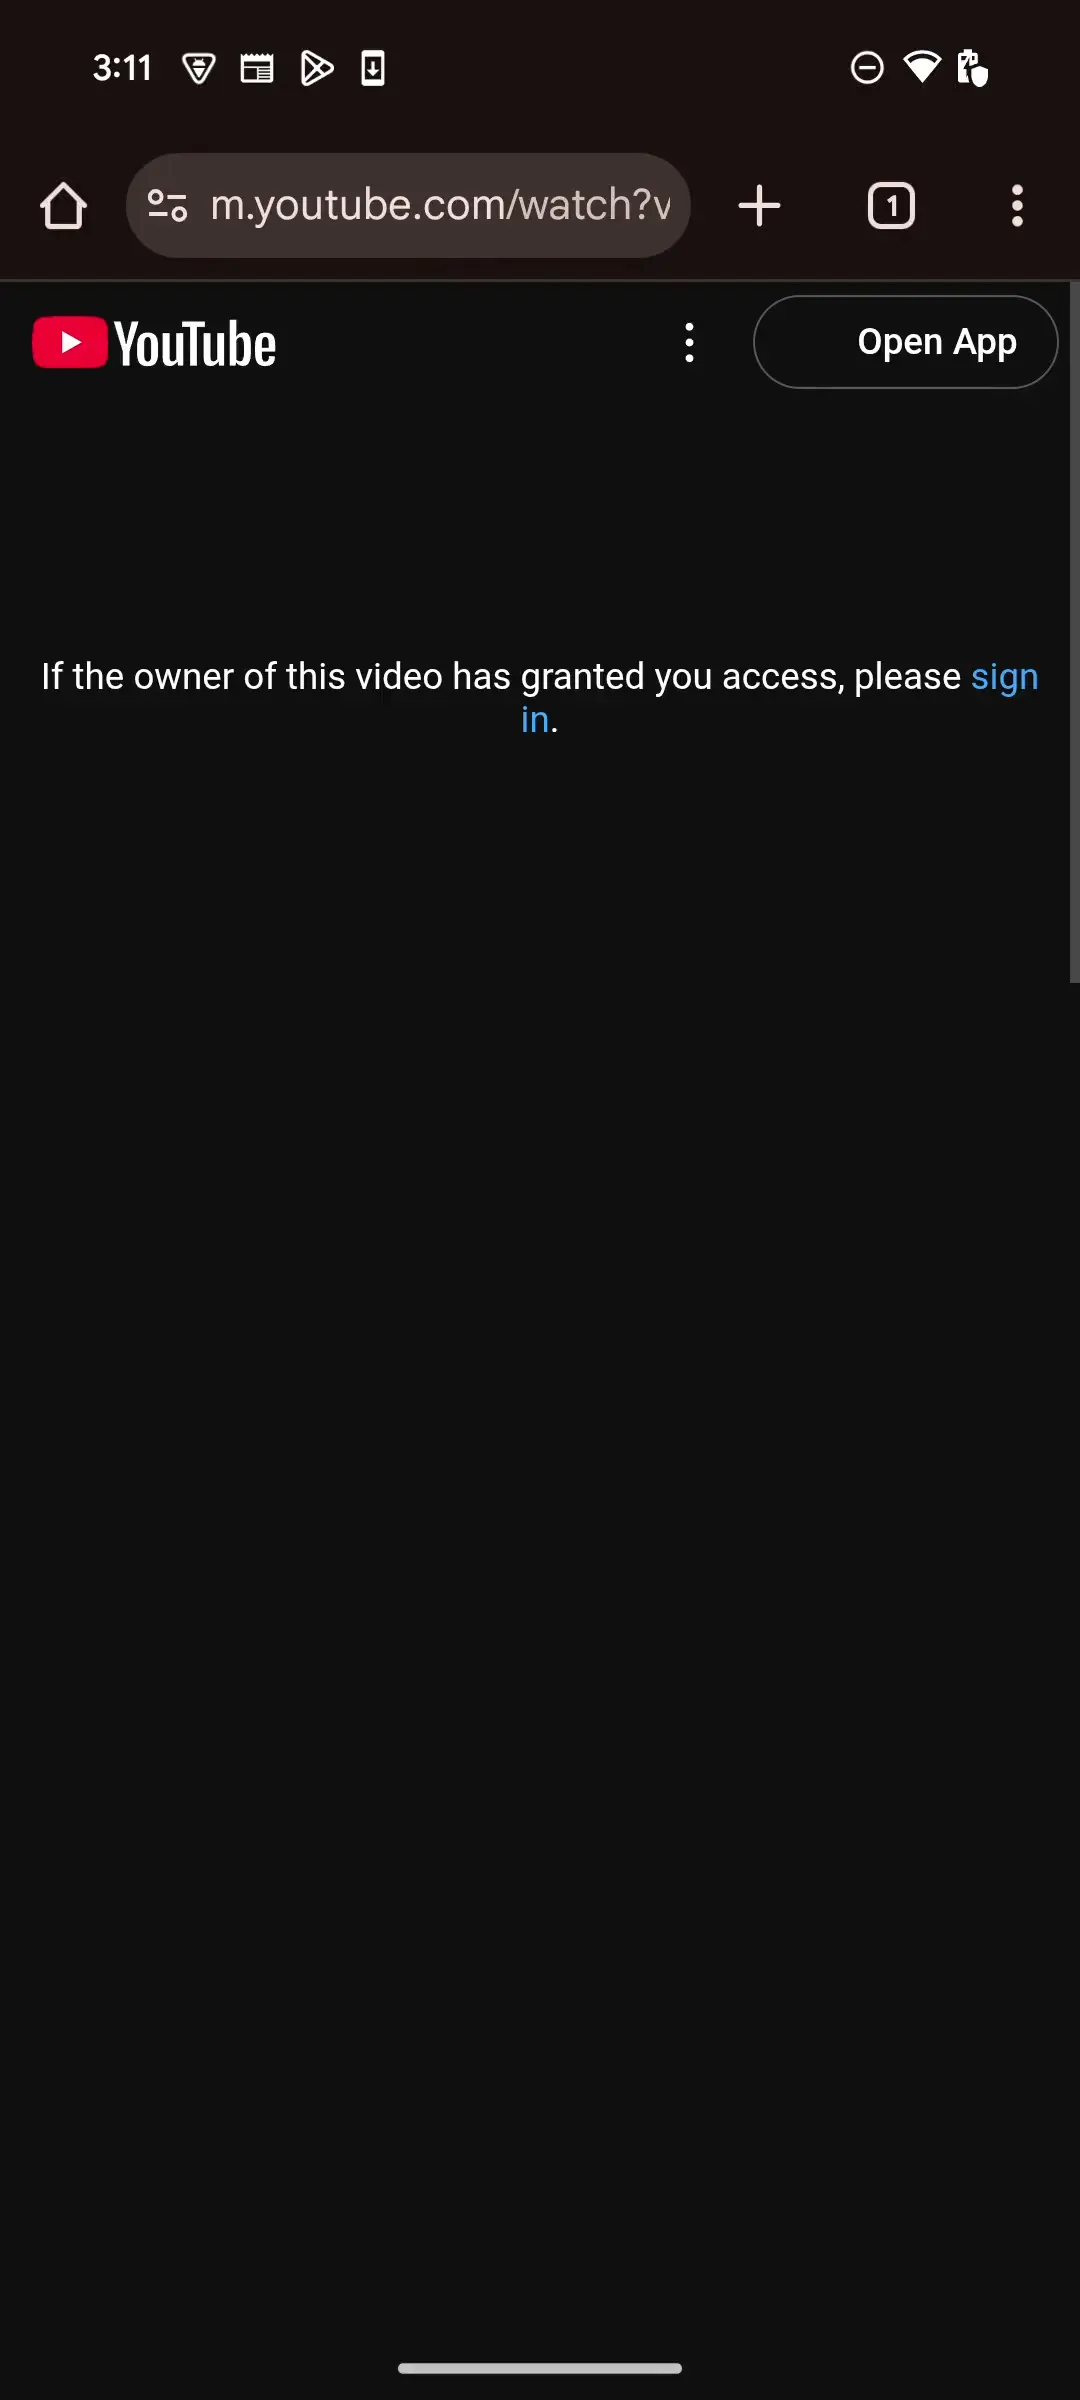 3:11
m.youtube.com/watch?v
1
YouTube
Open App
If the owner of this video has granted you access, please sign
in.